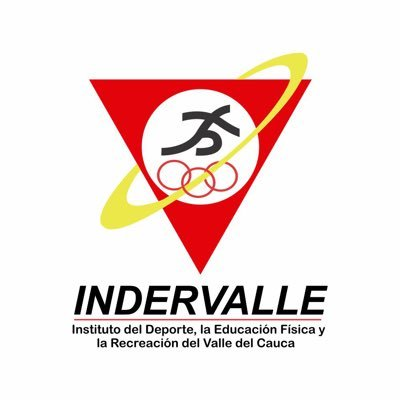 INDERVALLE
Instituto del Deporte, la Educación Física y
la Recreación del Valle del Cauca